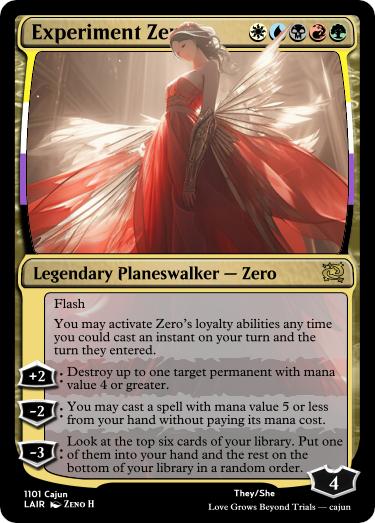 Experiment Zero
Legendary Planeswalker — Zero
Flash
You may activate Zero's loyalty abilities any time
you could cast an instant on your turn and the
turn they entered.
+2: Destroy up to one target permanent with mana
value 4 or greater.
-2: You may cast a spell with mana value 5 or less
from your hand without paying its mana cost.
-3: Look at the top six cards of your library. Put one
of them into your hand and the rest on the
bottom of your library in a random order.
4
1101 Cajun
LAIR Zeno H
They/She
Love Grows Beyond Trials — cajun